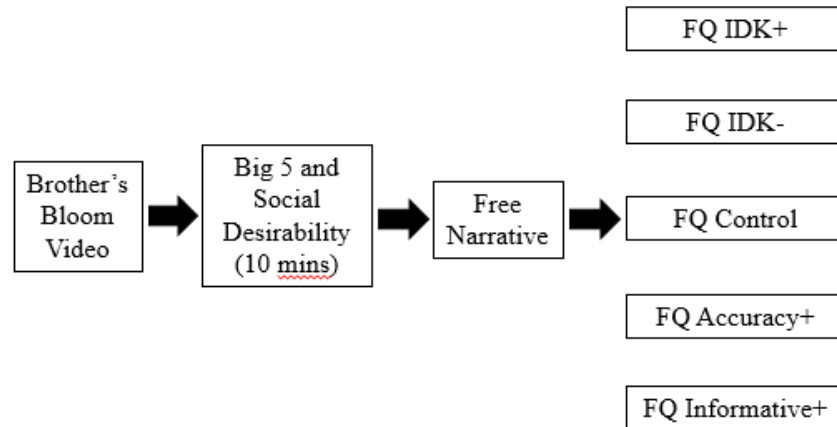 Brother's
Bloom
Video
Big 5 and
Social
Desirability
(10 mins)
Free
Narrative
FQ IDK+
FQ IDK-
FQ Control
FQ Accuracy+
FQ Informative+